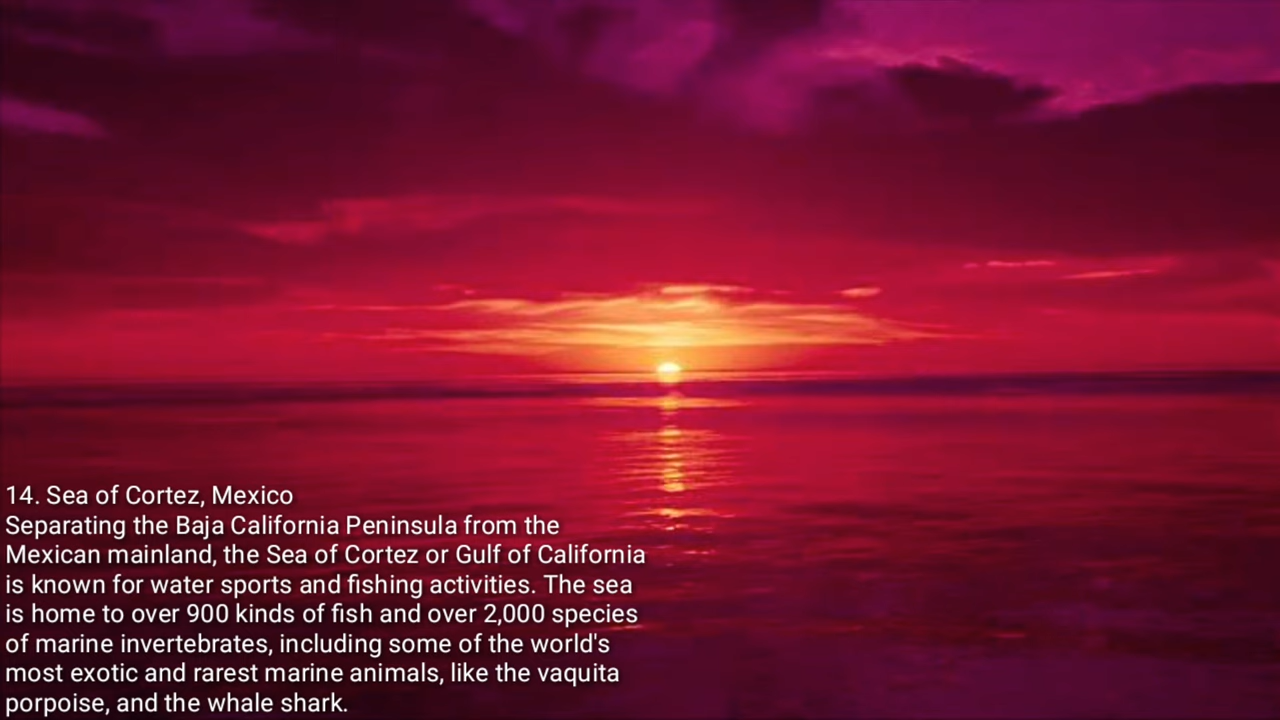 14. Sea of Cortez, Mexico
Separating the Baja California Peninsula from the
Mexican mainland, the Sea of Cortez or Gulf of California
is known for water sports and fishing activities. The sea
is home to over 900 kinds of fish and over 2,000 species
of marine invertebrates, including some of the world's
most exotic and rarest marine animals, like the vaquita
porpoise, and the whale shark.